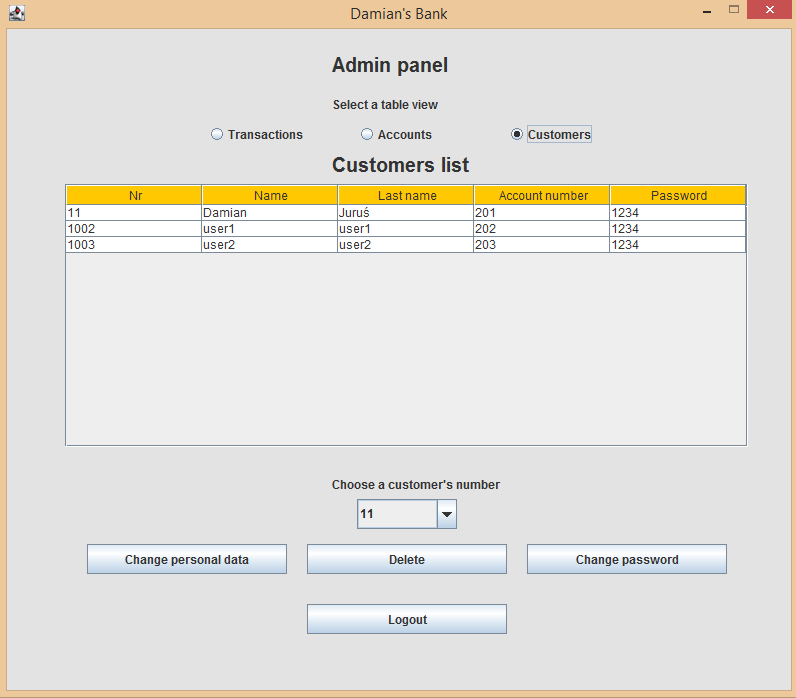 Damian's Bank
Admin panel
Select a table view
Transactions Accounts Customers
Customers list
Nr Name Last name Account number Password
11 Damian Juruś 201 1234
1002 user1 user1 202 1234
1003 user2 user2 203 1234
Choose a customer's number
11
Change personal data Delete Change password
Logout